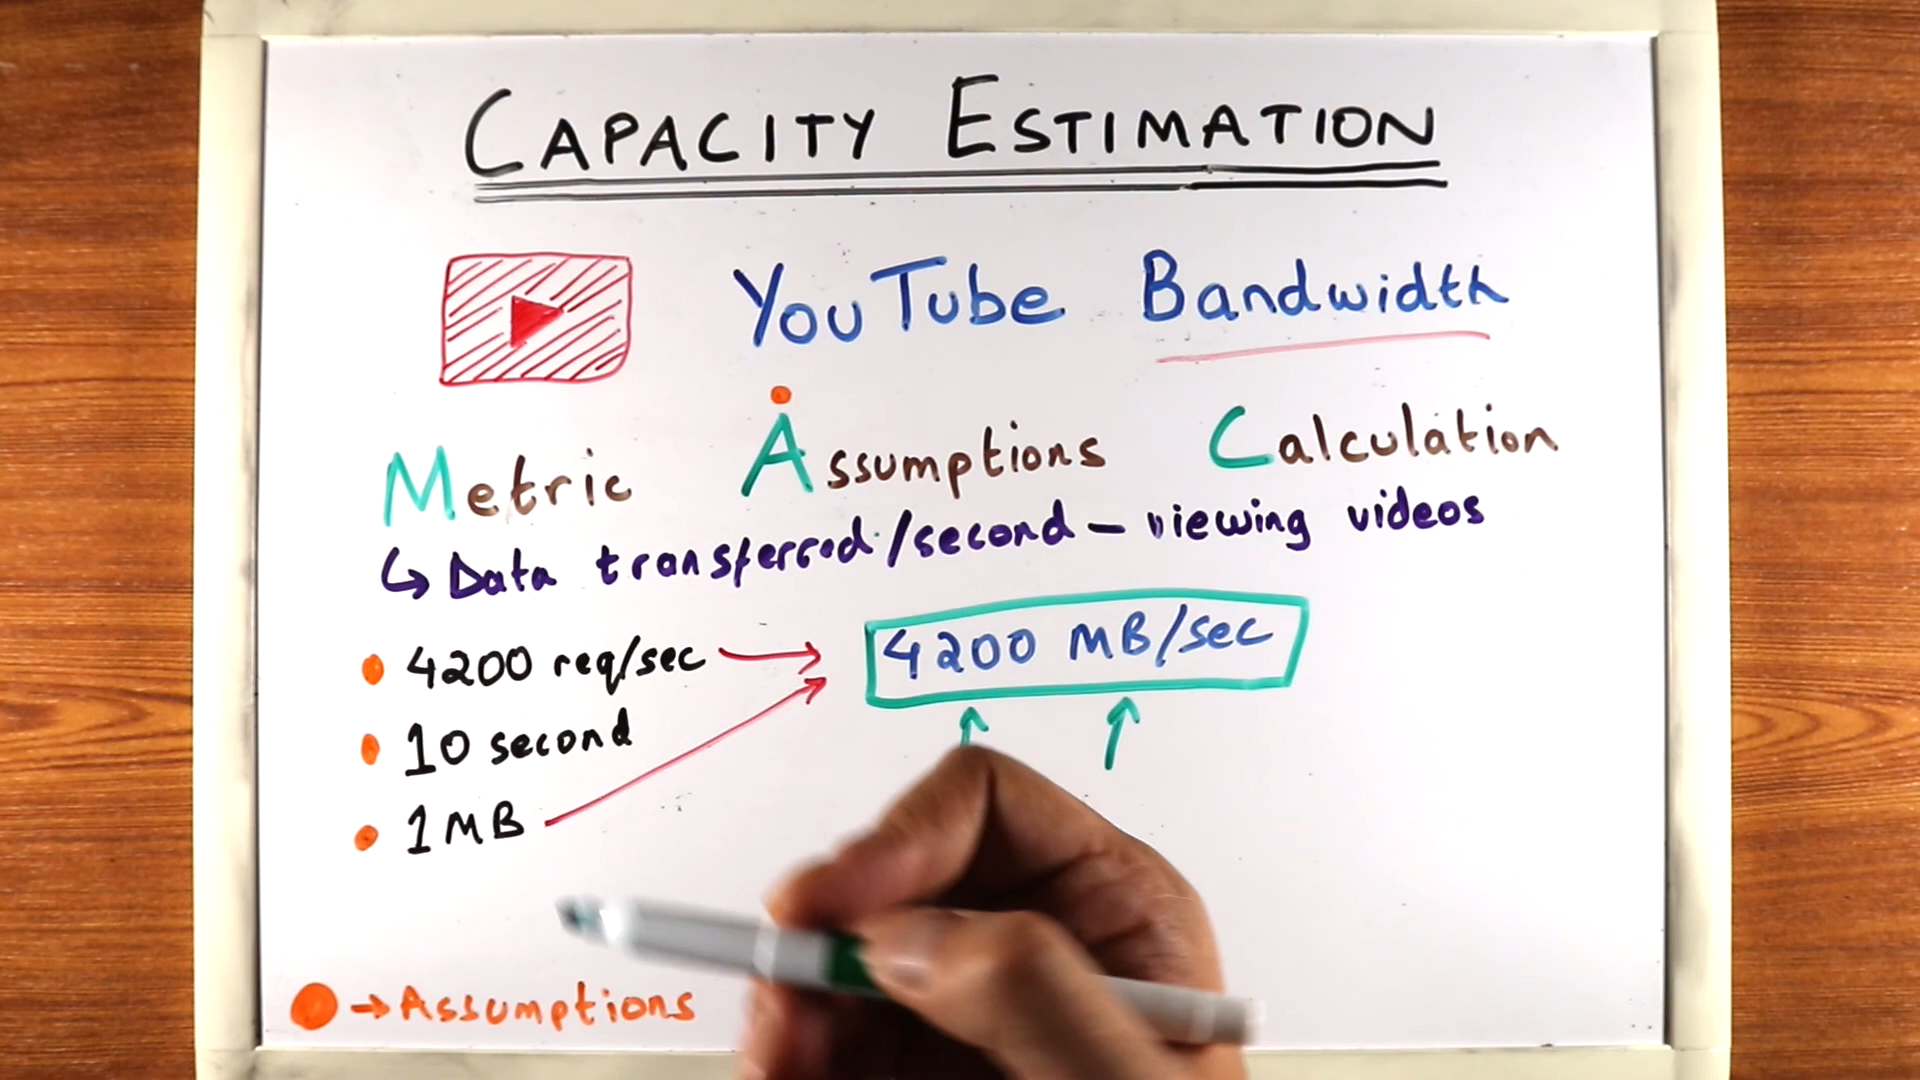 CAPACITY ESTIMATION
YouTube Bandwidth
Metric Assumptions Calculation
↳ Data transferred/second - viewing videos
4200 req/sec
4200 MB/sec
10 second
1 MB
→ Assumptions